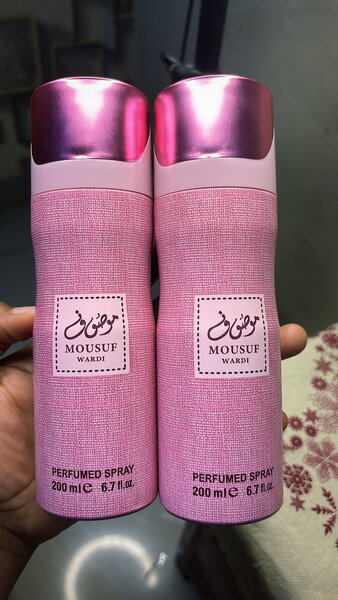 موصوف
MOUSUF
WARDI
PERFUMED SPRAY
200 ml e 6.7 fl.oz.
موصوف
MOUSUF
WARDI
PERFUMED SPRAY
200 ml e 6.7 fl.oz.